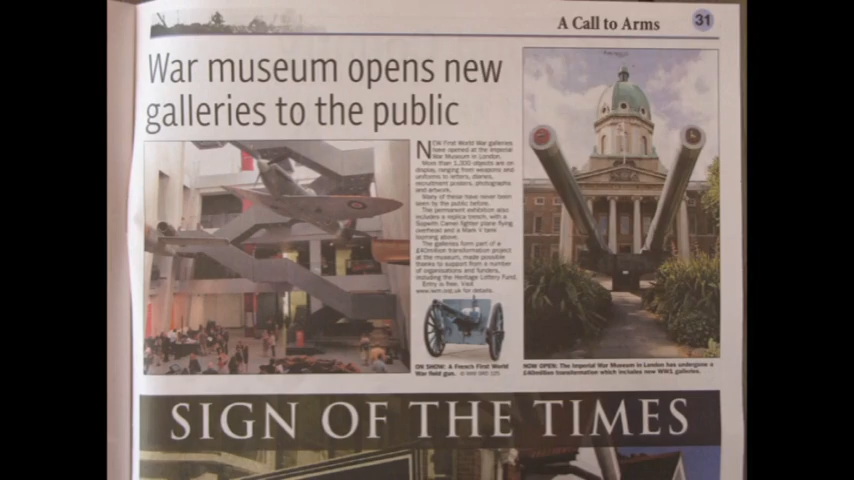 A Call to Arms
31
War museum opens new
galleries to the public
NEW First World War galleries
have opened at the Imperial
War Museum in London.
More than 1,300 objects are on
display, ranging from weapons and
uniforms to letters, diaries,
recruitment posters, photographs
and artwork.
Many of these have never been
seen by the public before.
The permanent exhibition also
includes a replica trench, with a
Sopwith Camel fighter plane flying
overhead and a Mark V tank
looming above.
The galleries form part of a
£40million transformation project
at the museum, made possible
thanks to support from a number
of organisations and funders,
including the Heritage Lottery Fund.
Entry is free. Visit
www.iwm.org.uk for details.
ON SHOW: A French First World
War field gun.
NOW OPEN: The Imperial War Museum in London has undergone a
£40million transformation which includes new WW1 galleries.
SIGN OF THE TIMES